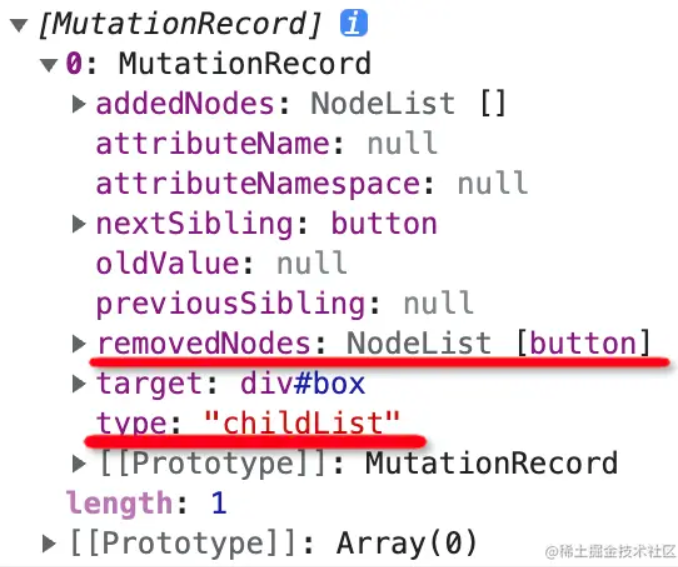 ▼ [MutationRecord] i
▼ 0: MutationRecord
▶ addedNodes: NodeList []
attributeName: null
attributeNamespace: null
▶ nextSibling: button
oldValue: null
previousSibling: null
▶ removedNodes: NodeList [button]
▶ target: div#box
type: "childList"
▶ [[Prototype]]: MutationRecord
length: 1
▶ [[Prototype]]: Array(0)
@稀土掘金技术社区